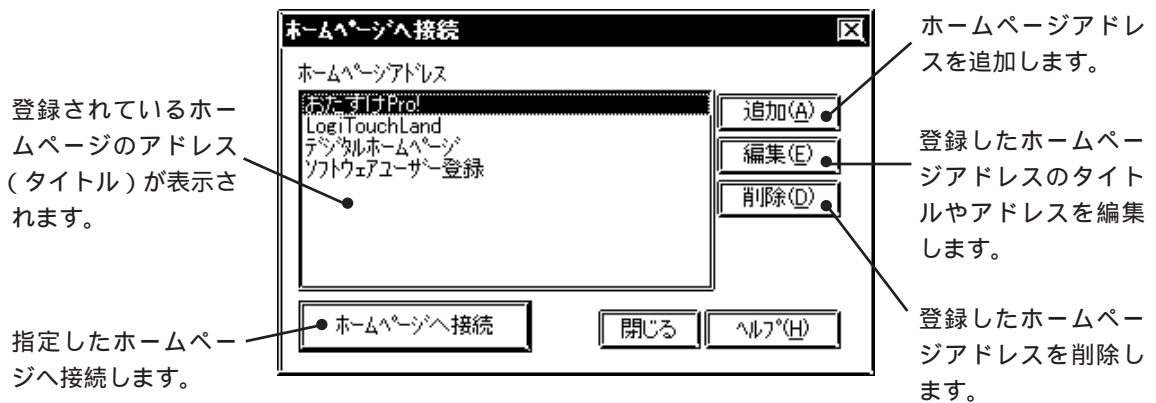 登録されているホー
ムページのアドレス
(タイトル)が表示さ
れます。
指定したホームペー
ジへ接続します。
ホームページへ接続
ホームページアドレス
おたすけPro!
LogiTouchLand
デジタルホームページ
ソフトウェアユーザー登録
追加(A)
編集(E)
削除(D)
ホームページへ接続
閉じる
ヘルプ(H)
ホームページアドレ
スを追加します。
登録したホームペー
ジアドレスのタイト
ルやアドレスを編集
します。
登録したホームペー
ジアドレスを削除し
ます。